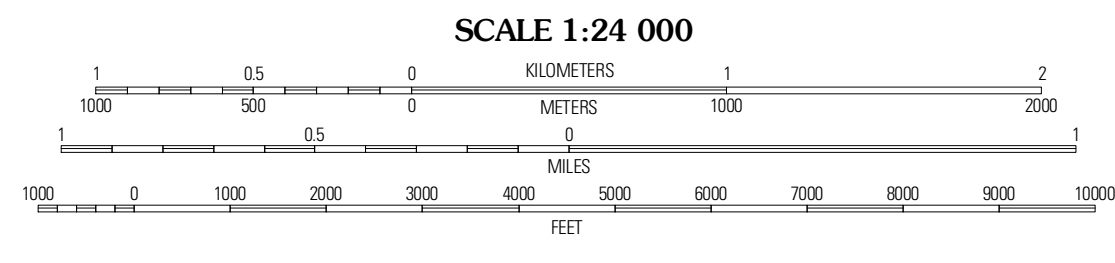 SCALE 1:24 000
1 0.5 0 KILOMETERS 1 2
1000 500 0 METERS 1000 2000
1 0.5 0 1
MILES
1000 0 1000 2000 3000 4000 5000 6000 7000 8000 9000 10000
FEET